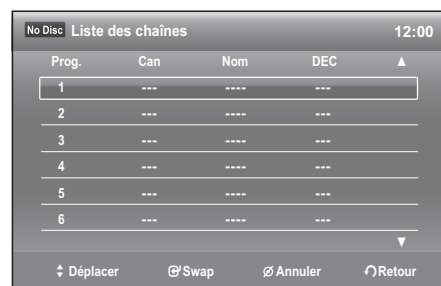 No Disc Liste des chaînes 12:00
Prog. Can Nom DEC ▲
1 --- ---- ---
2 --- ---- ---
3 --- ---- ---
4 --- ---- ---
5 --- ---- ---
6 --- ---- ---
▼
Déplacer Swap Annuler Retour